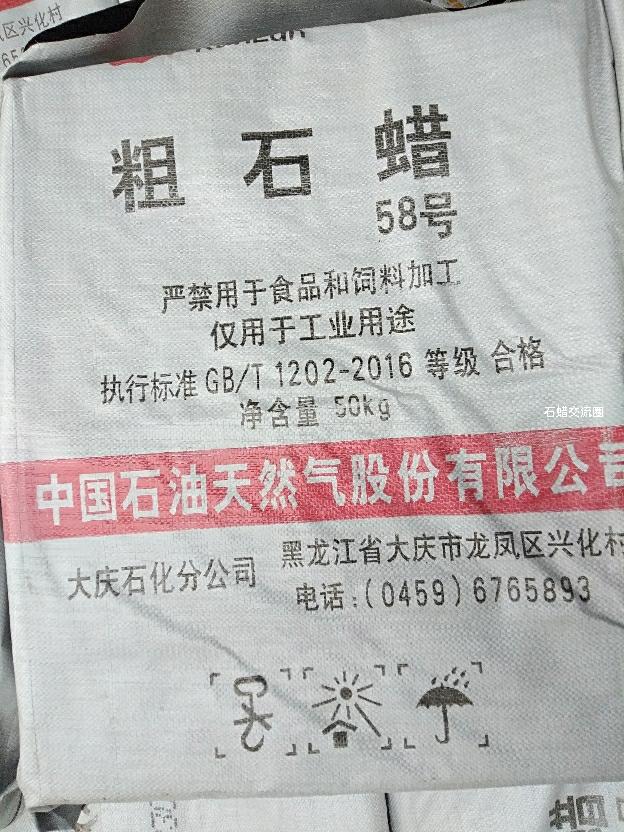 区兴化村
粗石蜡
58号
严禁用于食品和饲料加工
仅用于工业用途
执行标准 GB/T 1202-2016 等级 合格
净含量 50kg
石蜡交流圈
中国石油天然气股份有限公司
大庆石化分公司
黑龙江省大庆市龙凤区兴化村
电话:(0459)6765893